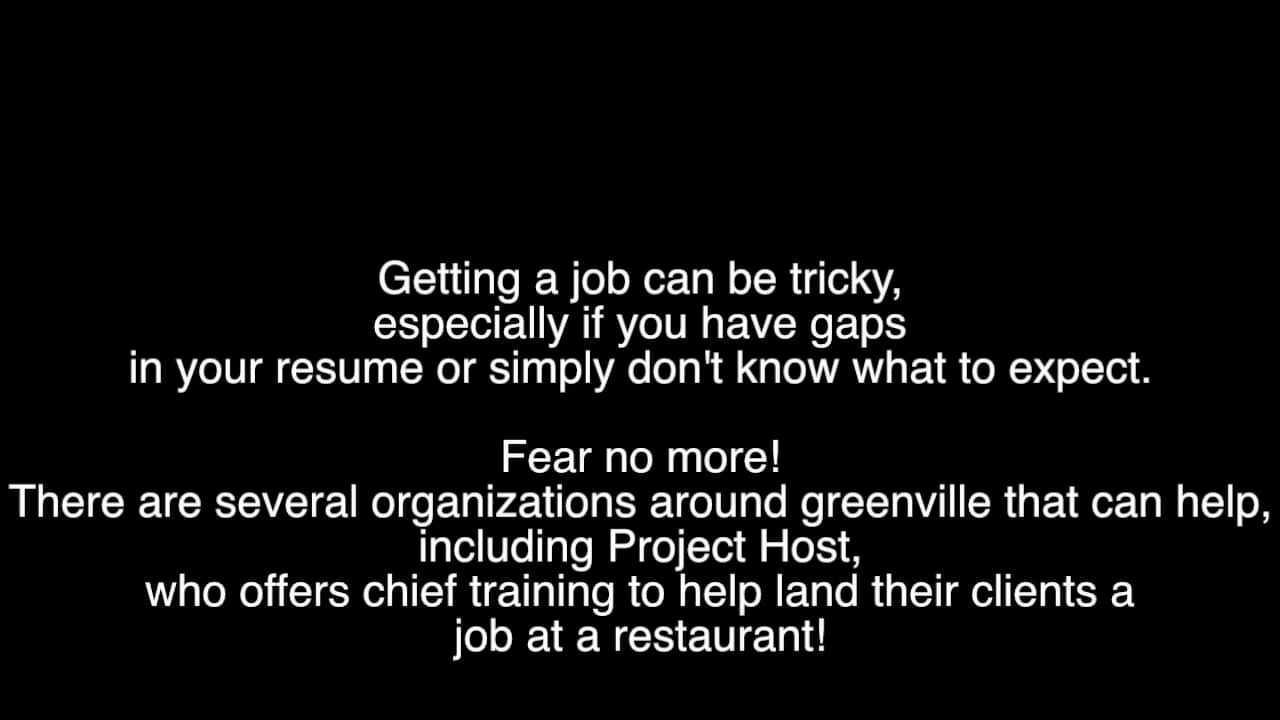 Getting a job can be tricky,
especially if you have gaps
in your resume or simply don't know what to expect.
Fear no more!
There are several organizations around greenville that can help,
including Project Host,
who offers chief training to help land their clients a
job at a restaurant!